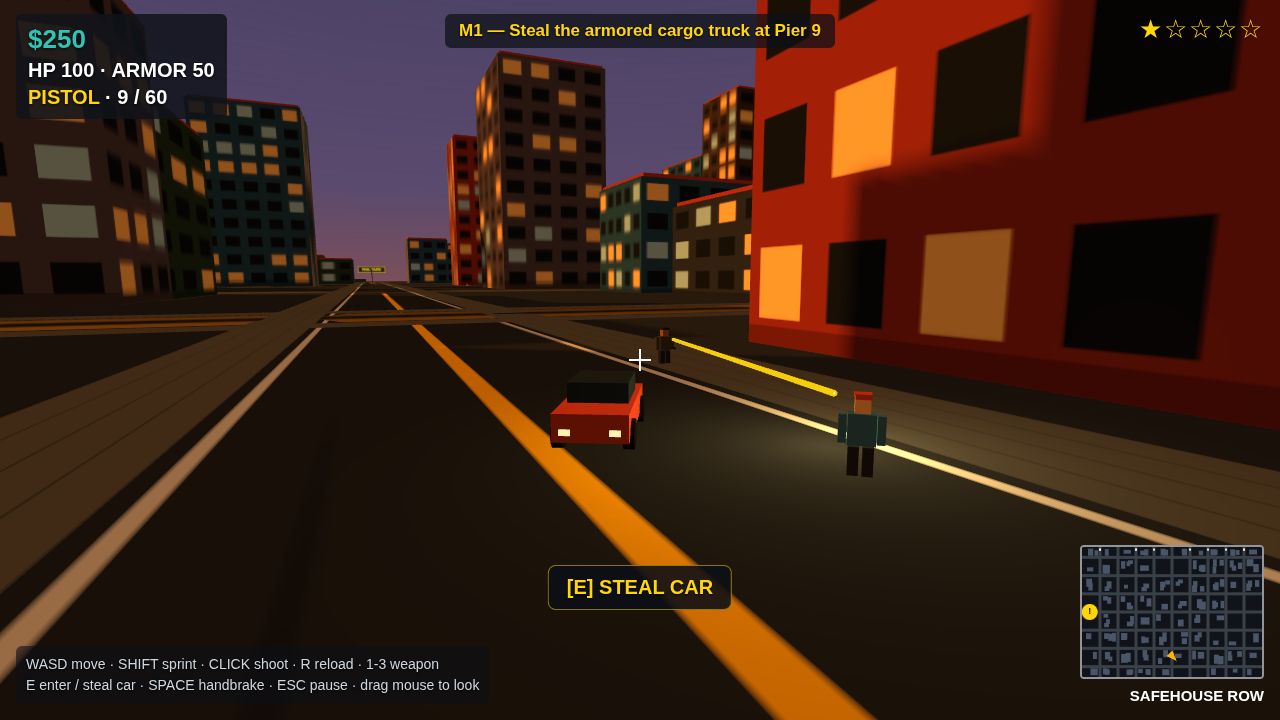 $250
HP 100 · ARMOR 50
PISTOL · 9 / 60
M1 — Steal the armored cargo truck at Pier 9
★☆☆☆☆
[E] STEAL CAR
WASD move · SHIFT sprint · CLICK shoot · R reload · 1-3 weapon
E enter / steal car · SPACE handbrake · ESC pause · drag mouse to look
!
SAFEHOUSE ROW